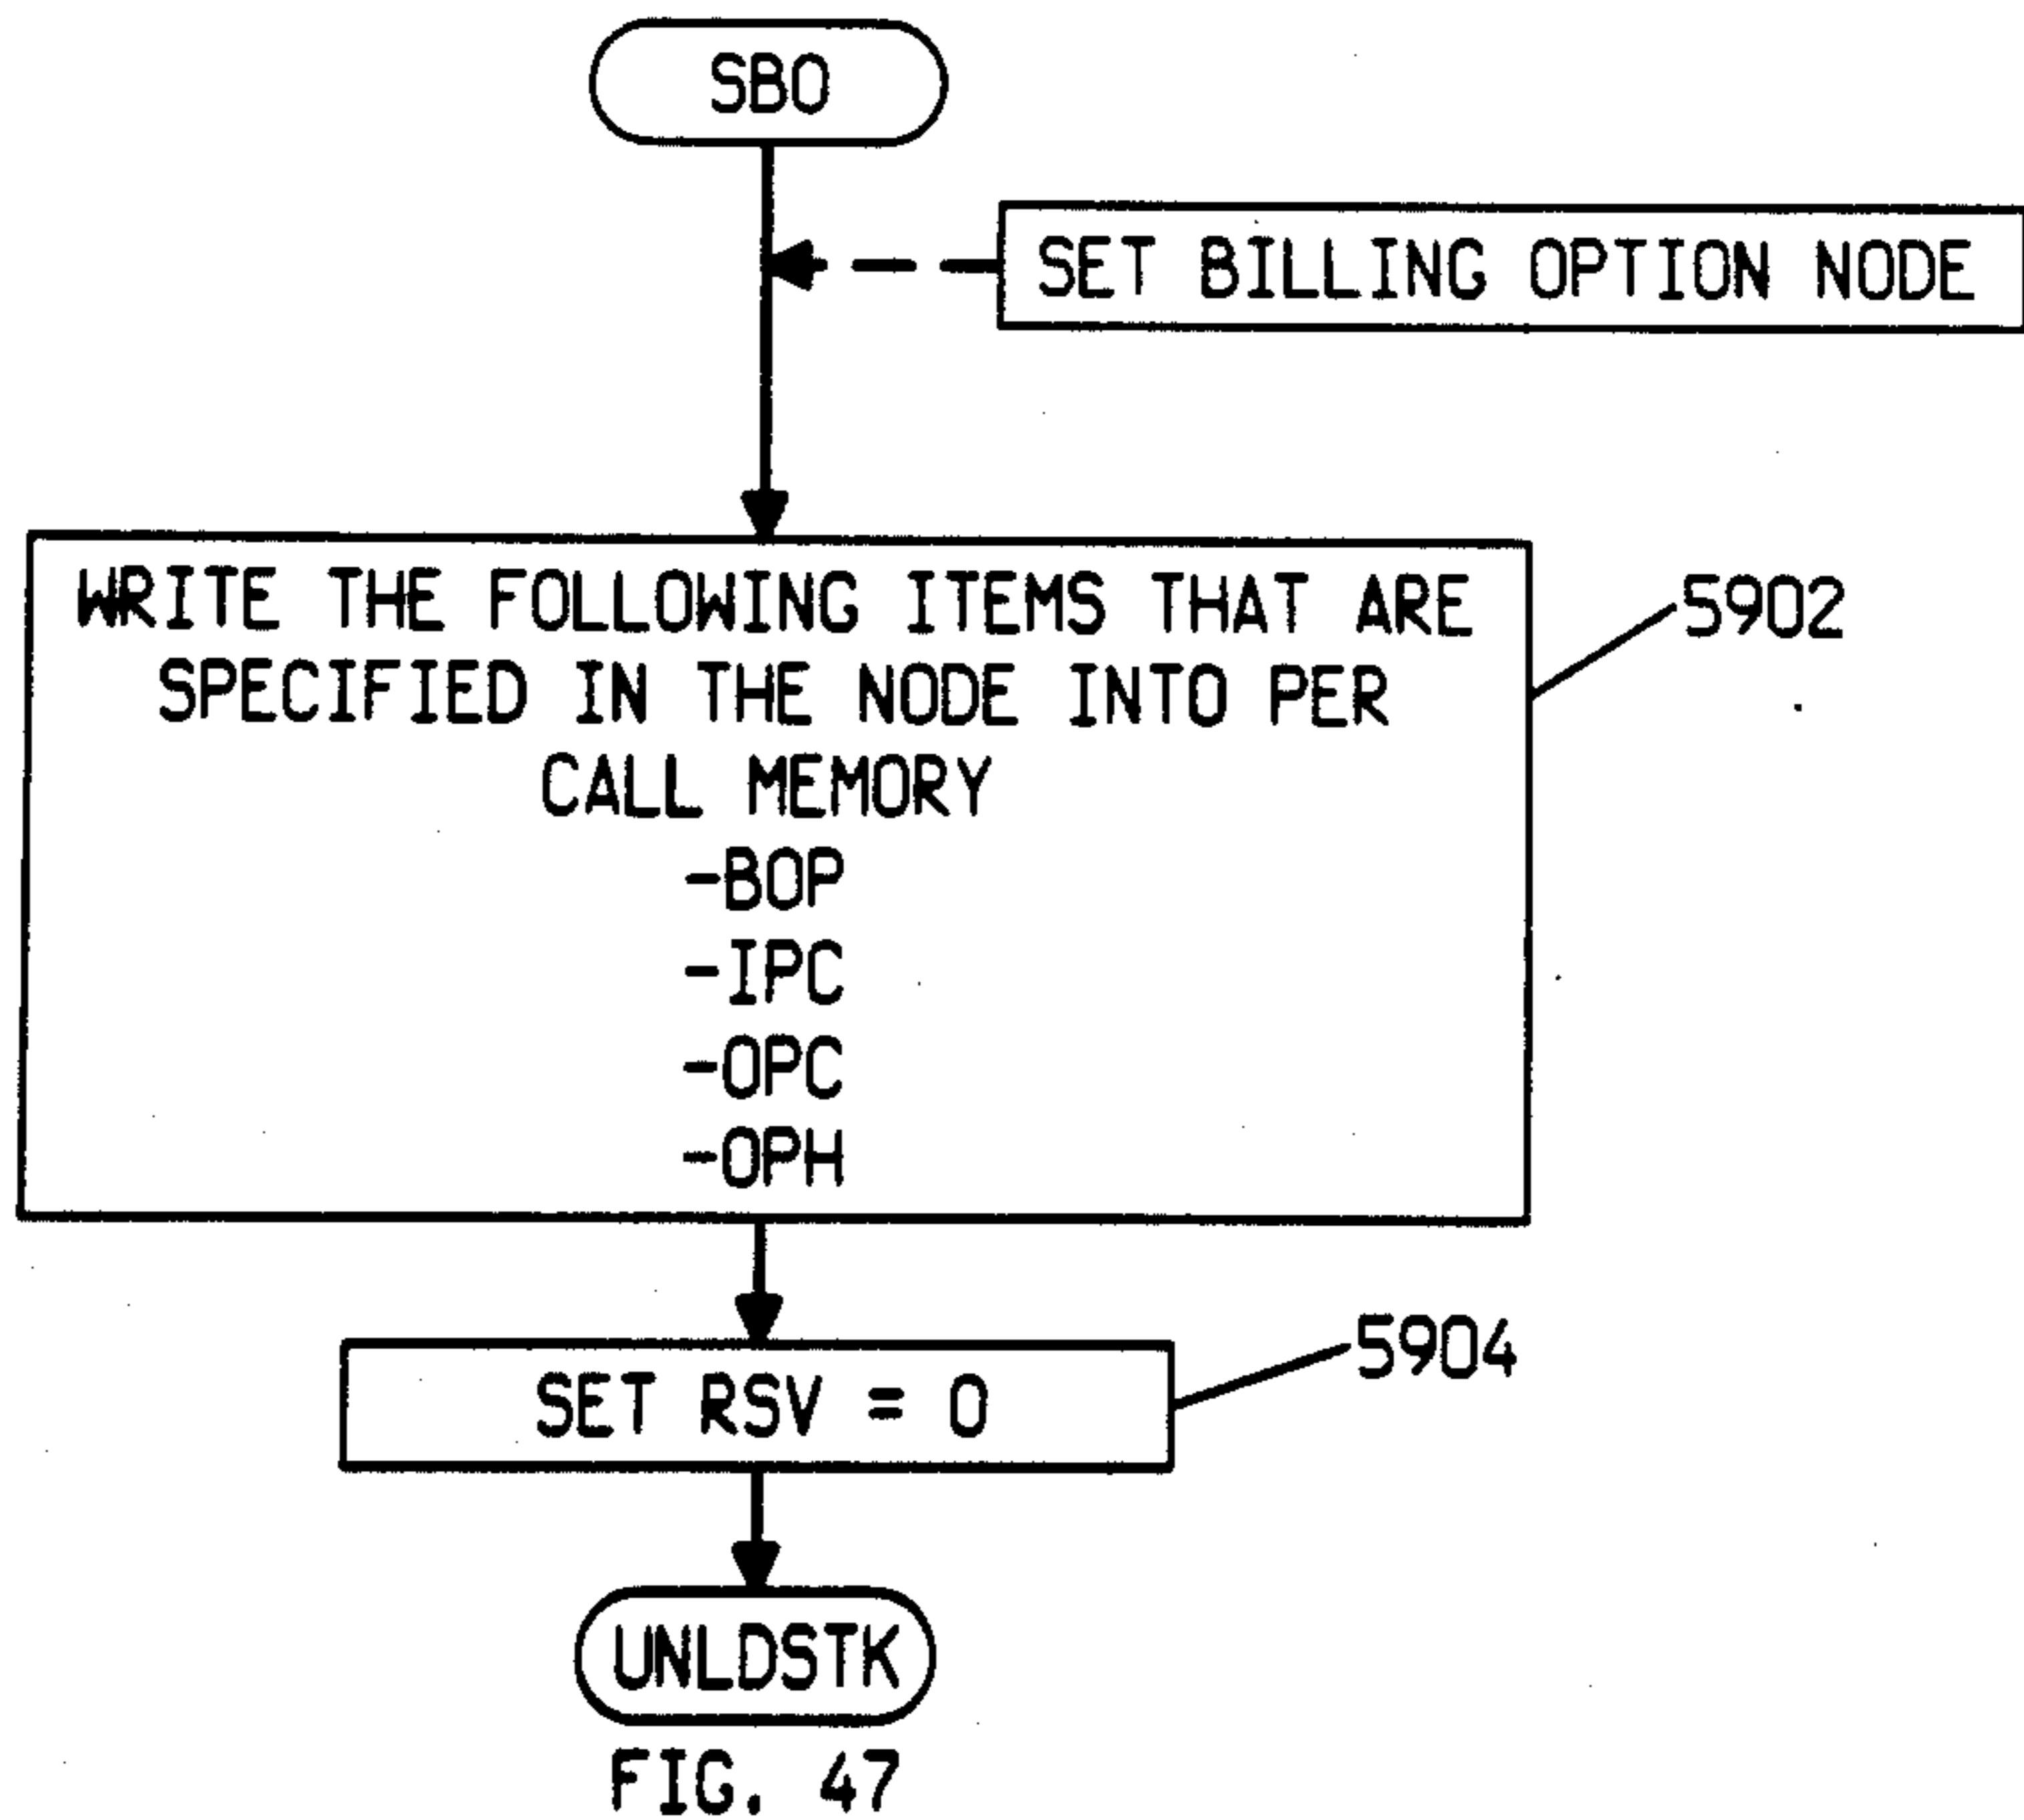 SBO
SET BILLING OPTION NODE
WRITE THE FOLLOWING ITEMS THAT ARE
SPECIFIED IN THE NODE INTO PER
CALL MEMORY
-BOP
-IPC
-OPC
-OPH
5902
SET RSV = 0
5904
UNLDSTK
FIG. 47